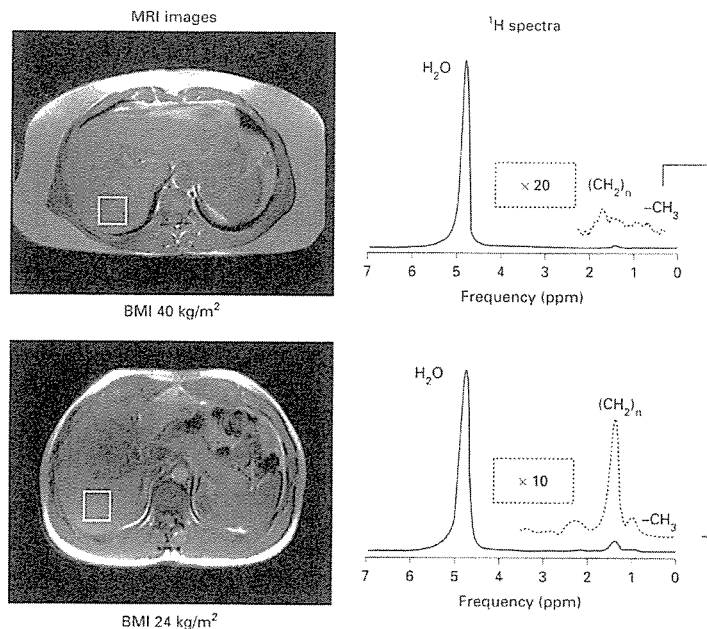 MRI images
¹H spectra
H₂O
× 20
(CH₂)ₙ
–CH₃
7 6 5 4 3 2 1 0
Frequency (ppm)
BMI 40 kg/m²
H₂O
(CH₂)ₙ
× 10
–CH₃
7 6 5 4 3 2 1 0
Frequency (ppm)
BMI 24 kg/m²